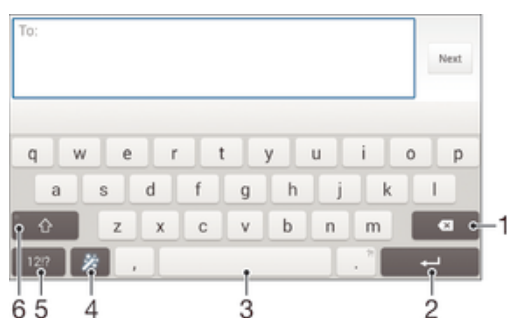 To:
Next
q w e r t y u i o p
a s d f g h j k l
z x c v b n m 1
12!? , .
6 5 4 3 2